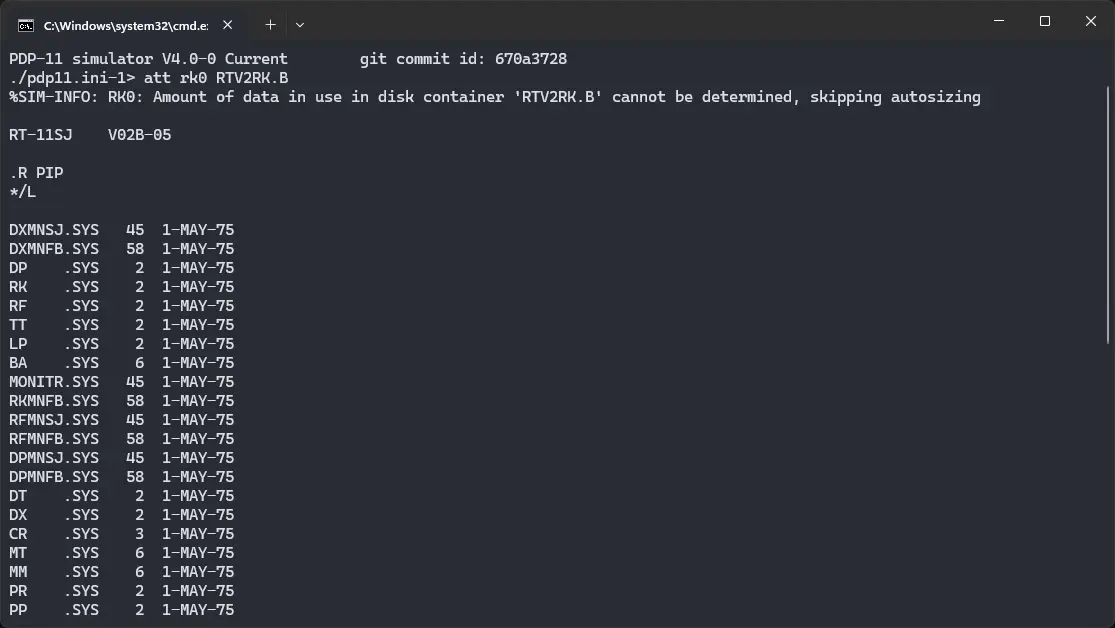 C:\Windows\system32\cmd.e:
PDP-11 simulator V4.0-0 Current        git commit id: 670a3728
./pdp11.ini-1> att rk0 RTV2RK.B
%SIM-INFO: RK0: Amount of data in use in disk container 'RTV2RK.B' cannot be determined, skipping autosizing
RT-11SJ    V02B-05
.R PIP
*/L
DXMNSJ.SYS   45  1-MAY-75
DXMNFB.SYS   58  1-MAY-75
DP    .SYS    2  1-MAY-75
RK    .SYS    2  1-MAY-75
RF    .SYS    2  1-MAY-75
TT    .SYS    2  1-MAY-75
LP    .SYS    2  1-MAY-75
BA    .SYS    6  1-MAY-75
MONITR.SYS   45  1-MAY-75
RKMNFB.SYS   58  1-MAY-75
RFMNSJ.SYS   45  1-MAY-75
RFMNFB.SYS   58  1-MAY-75
DPMNSJ.SYS   45  1-MAY-75
DPMNFB.SYS   58  1-MAY-75
DT    .SYS    2  1-MAY-75
DX    .SYS    2  1-MAY-75
CR    .SYS    3  1-MAY-75
MT    .SYS    6  1-MAY-75
MM    .SYS    6  1-MAY-75
PR    .SYS    2  1-MAY-75
PP    .SYS    2  1-MAY-75